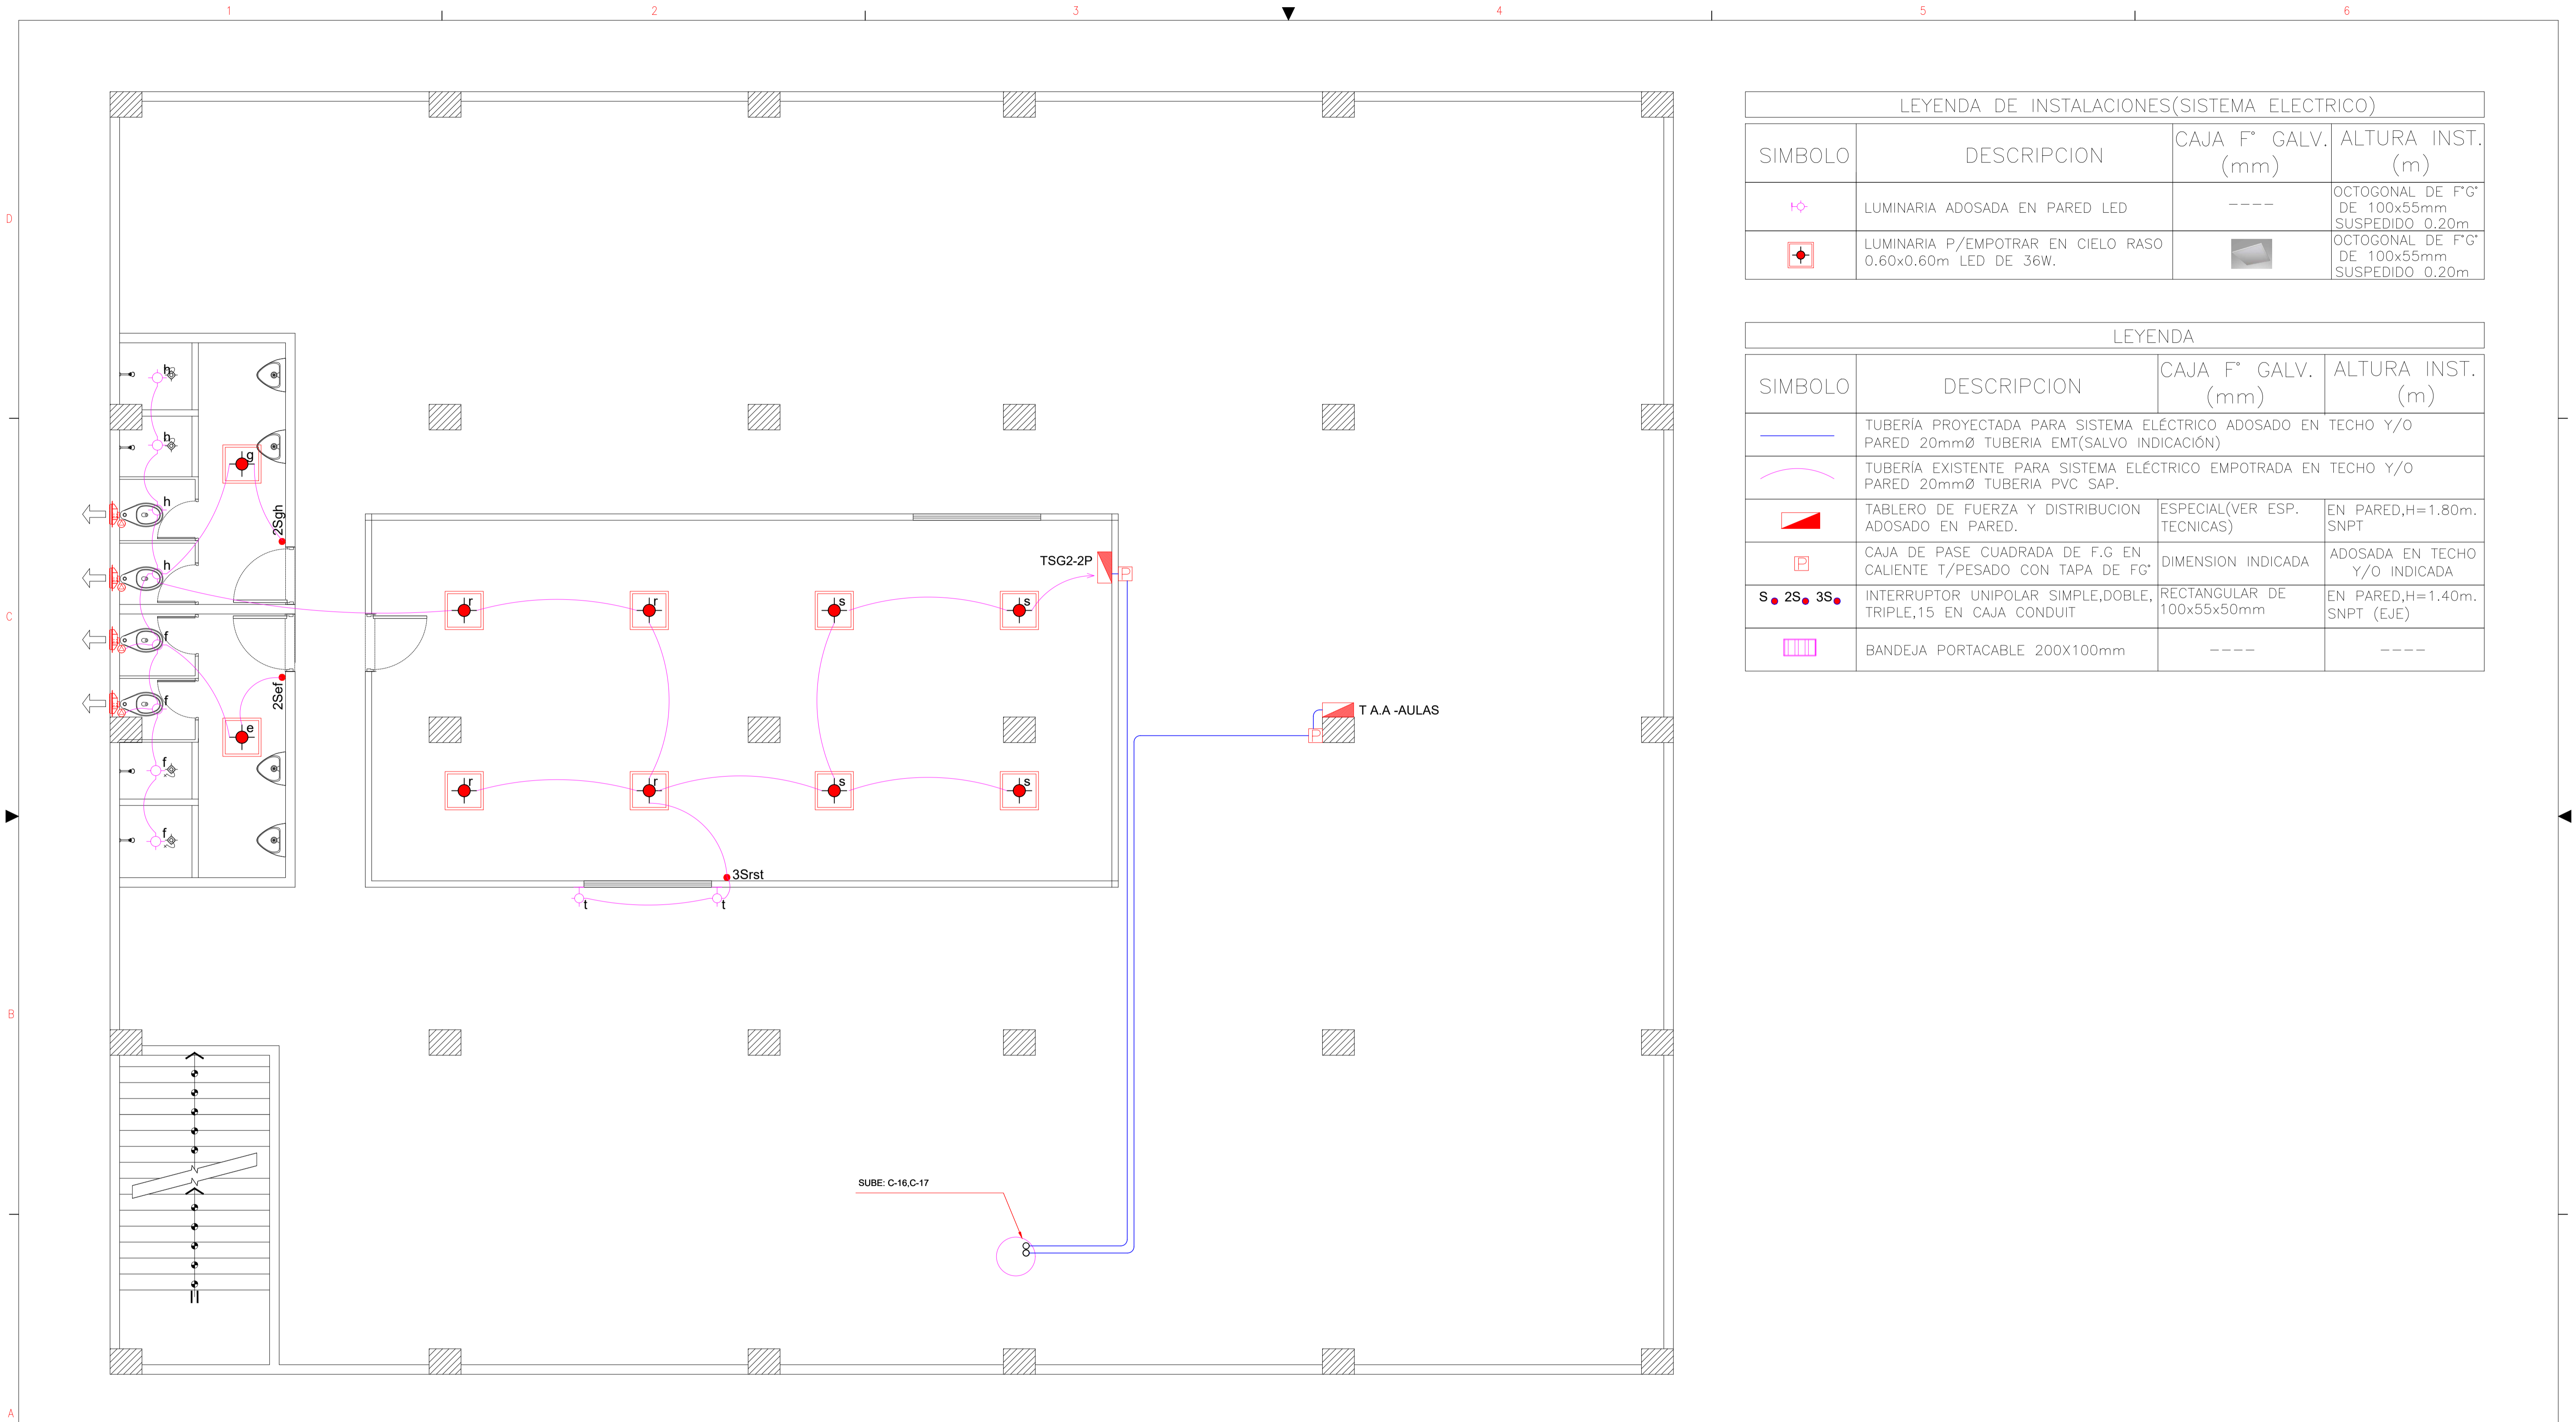 1
2
3
4
5
6
D
C
B
A
LEYENDA DE INSTALACIONES(SISTEMA ELECTRICO)
SIMBOLO
DESCRIPCION
CAJA F° GALV.
(mm)
ALTURA INST.
(m)
LUMINARIA ADOSADA EN PARED LED
----
OCTOGONAL DE F°G°
DE 100x55mm
SUSPEDIDO 0.20m
LUMINARIA P/EMPOTRAR EN CIELO RASO
0.60x0.60m LED DE 36W.
OCTOGONAL DE F°G°
DE 100x55mm
SUSPEDIDO 0.20m
LEYENDA
SIMBOLO
DESCRIPCION
CAJA F° GALV.
(mm)
ALTURA INST.
(m)
TUBERÍA PROYECTADA PARA SISTEMA ELÉCTRICO ADOSADO EN TECHO Y/O
PARED 20mmØ TUBERIA EMT(SALVO INDICACIÓN)
TUBERÍA EXISTENTE PARA SISTEMA ELÉCTRICO EMPOTRADA EN TECHO Y/O
PARED 20mmØ TUBERIA PVC SAP.
TABLERO DE FUERZA Y DISTRIBUCION
ADOSADO EN PARED.
ESPECIAL(VER ESP.
TECNICAS)
EN PARED,H=1.80m.
SNPT
P
CAJA DE PASE CUADRADA DE F.G EN
CALIENTE T/PESADO CON TAPA DE FG°
DIMENSION INDICADA
ADOSADA EN TECHO
Y/O INDICADA
S 2S 3S
INTERRUPTOR UNIPOLAR SIMPLE,DOBLE,
TRIPLE,15 EN CAJA CONDUIT
RECTANGULAR DE
100x55x50mm
EN PARED,H=1.40m.
SNPT (EJE)
BANDEJA PORTACABLE 200X100mm
----
----
h
h
g
h
2Sgh
h
f
2Sef
f
e
f
f
TSG2-2P
P
r
r
s
s
T A.A -AULAS
P
r
r
s
s
3Srst
t
t
SUBE: C-16,C-17